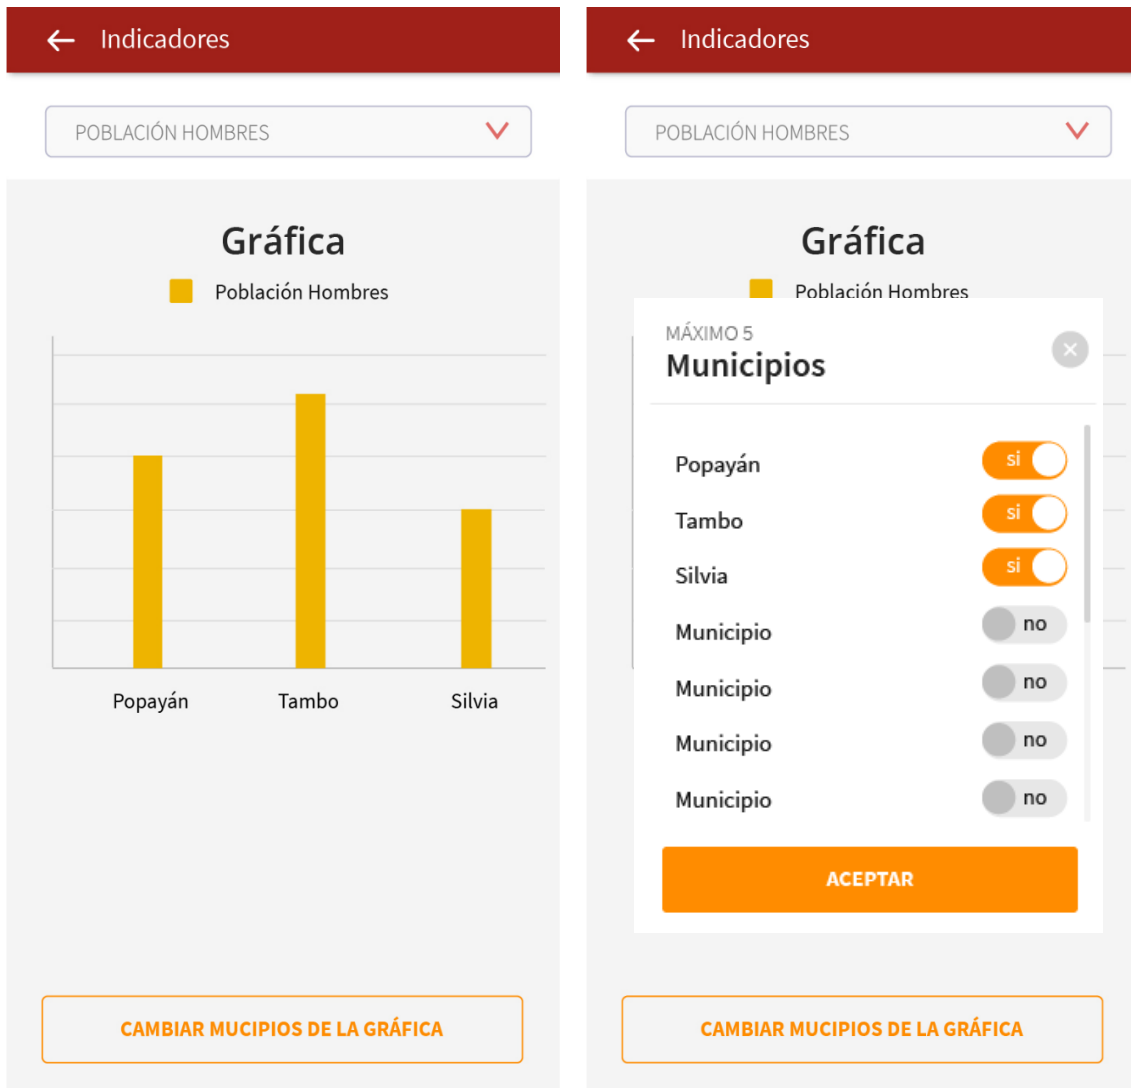 Indicadores
POBLACIÓN HOMBRES
Gráfica
Población Hombres
Popayán Tambo Silvia
CAMBIAR MUCIPIOS DE LA GRÁFICA
Indicadores
POBLACIÓN HOMBRES
Gráfica
Población Hombres
MÁXIMO 5
Municipios
Popayán si
Tambo si
Silvia si
Municipio no
Municipio no
Municipio no
Municipio no
ACEPTAR
CAMBIAR MUCIPIOS DE LA GRÁFICA